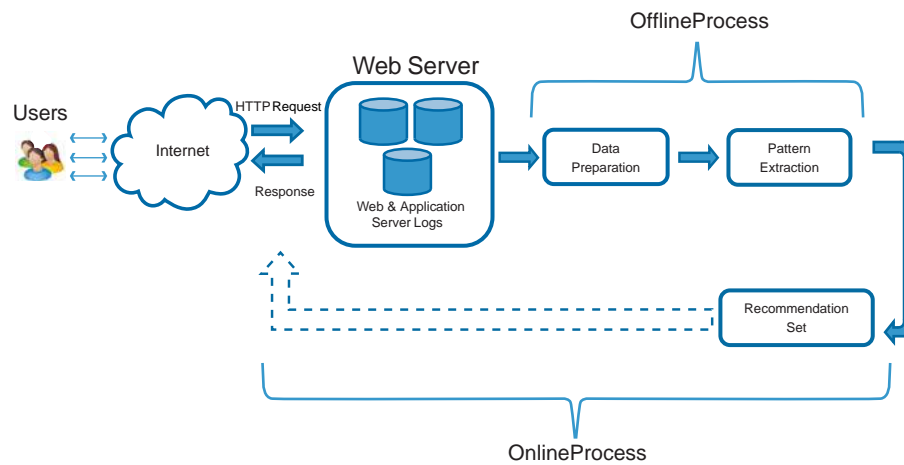 OfflineProcess
Web Server
Users
HTTP Request
Internet
Response
Web & Application
Server Logs
Data
Preparation
Pattern
Extraction
Recommendation
Set
OnlineProcess